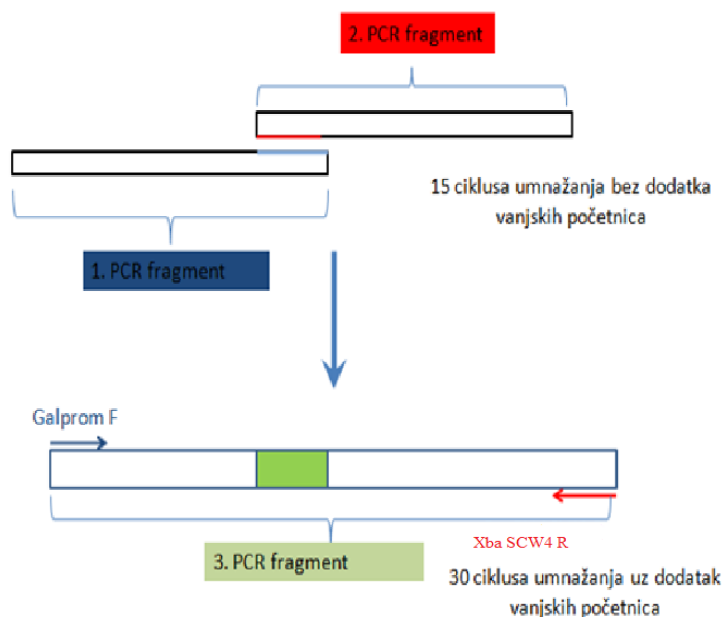 2. PCR fragment
15 ciklusa umnažanja bez dodatka
vanjskih početnica
1. PCR fragment
Galprom F
Xba SCW4 R
3. PCR fragment
30 ciklusa umnažanja uz dodatak
vanjskih početnica